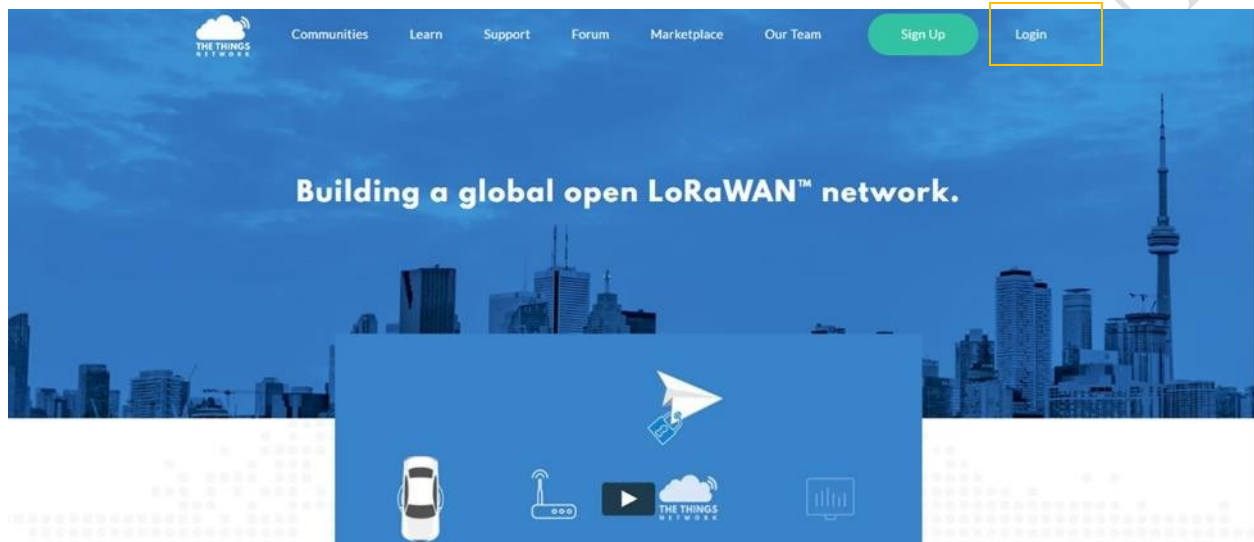 THE THINGS
NETWORK
Communities Learn Support Forum Marketplace Our Team Sign Up Login
Building a global open LoRaWAN™ network.
THE THINGS
NETWORK